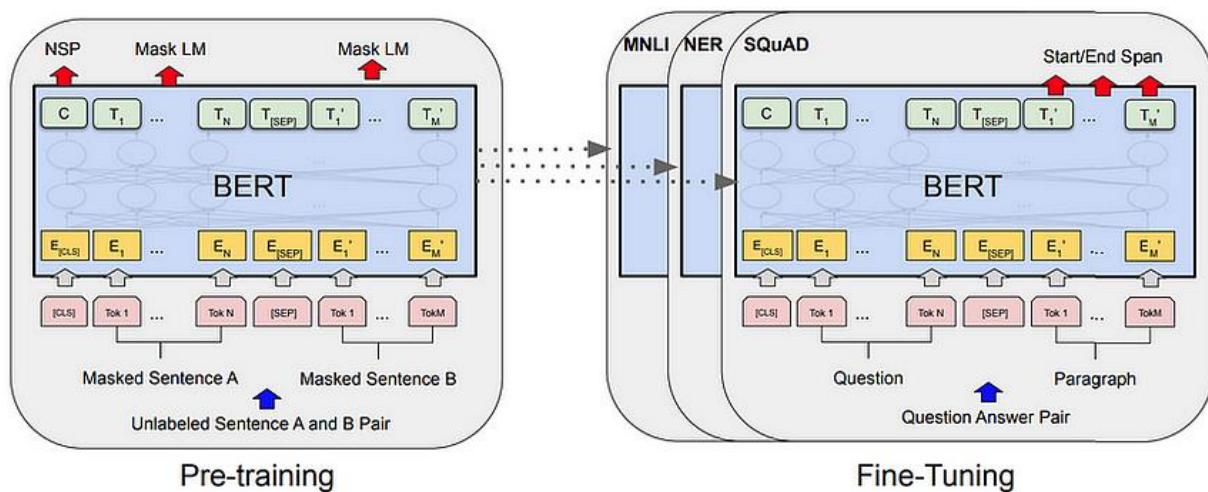 NSP Mask LM Mask LM
C T1 ... TN T[SEP] T1' ... TM'
BERT
E[CLS] E1 ... EN E[SEP] E1' ... EM'
[CLS] Tok 1 ... Tok N [SEP] Tok 1 ... TokM
Masked Sentence A Masked Sentence B
Unlabeled Sentence A and B Pair
Pre-training
MNLI NER SQuAD
Start/End Span
C T1 ... TN T[SEP] T1' ... TM'
BERT
E[CLS] E1 ... EN E[SEP] E1' ... EM'
[CLS] Tok 1 ... Tok N [SEP] Tok 1 ... TokM
Question Paragraph
Question Answer Pair
Fine-Tuning